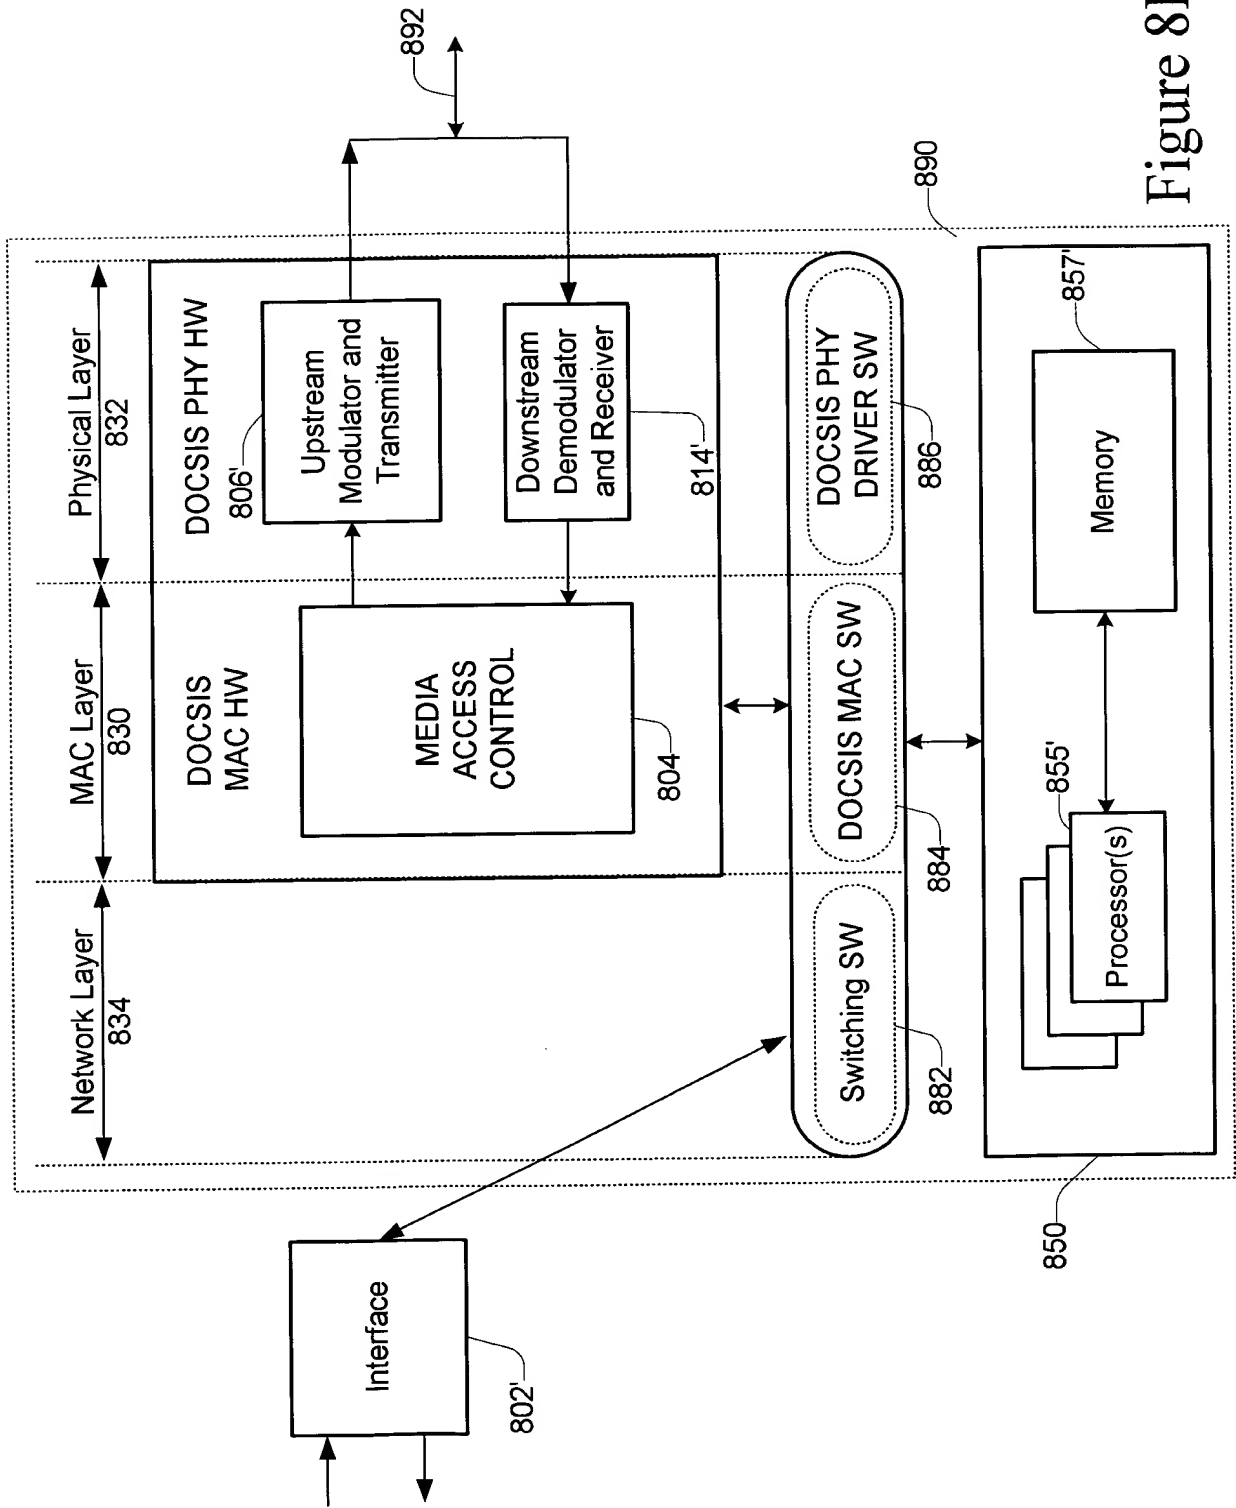 Network Layer
834
MAC Layer
830
Physical Layer
832
DOCSIS
MAC HW
DOCSIS PHY HW
806'
Upstream
Modulator and
Transmitter
892
MEDIA
ACCESS
CONTROL
804
Downstream
Demodulator
and Receiver
814'
Interface
802'
Switching SW
882
DOCSIS MAC SW
884
DOCSIS PHY
DRIVER SW
886
890
850
Processor(s)
855'
Memory
857'
Figure 8